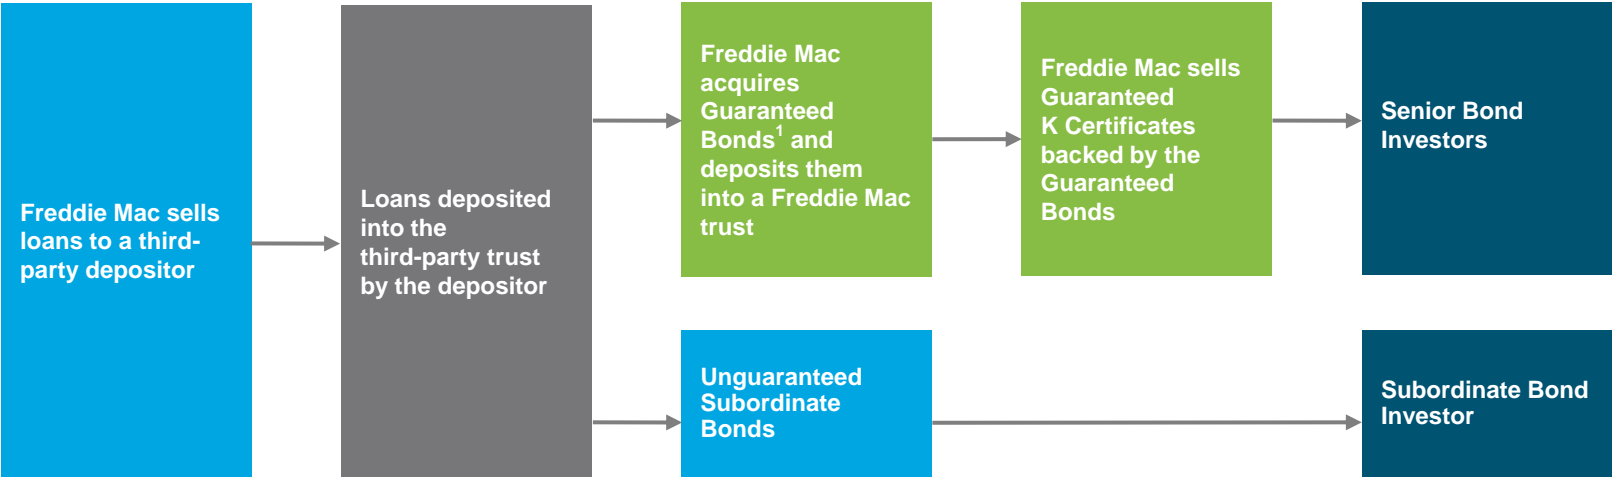 Freddie Mac sells
loans to a third-
party depositor
Loans deposited
into the
third-party trust
by the depositor
Freddie Mac
acquires
Guaranteed
Bonds¹ and
deposits them
into a Freddie Mac
trust
Freddie Mac sells
Guaranteed
K Certificates
backed by the
Guaranteed
Bonds
Senior Bond
Investors
Unguaranteed
Subordinate
Bonds
Subordinate Bond
Investor